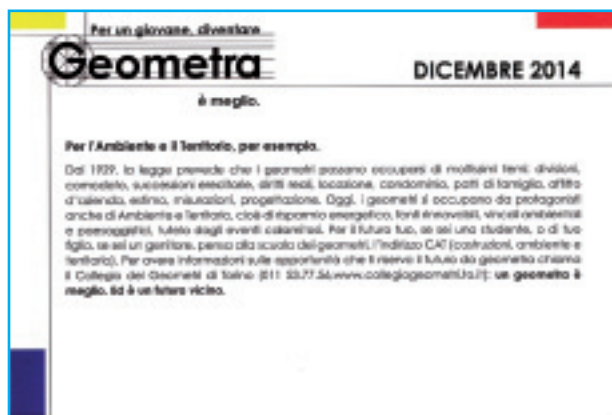 Per un giovane, diventare
Geometra
DICEMBRE 2014
è meglio.
Per l'Ambiente e il Territorio, per esempio.
Dal 1929, la legge prevede che i geometri possano occuparsi di moltissimi temi: divisioni,
comodato, successioni ereditarie, diritti reali, locazione, condominio, patti di famiglia, affitto
d'azienda, estimo, misurazioni, progettazione. Oggi, i geometri si occupano da protagonisti
anche di Ambiente e Territorio, cioè di risparmio energetico, fonti rinnovabili, vincoli ambientali
e paesaggistici, tutela dagli eventi calamitosi. Per il futuro tuo, se sei uno studente, o di tuo
figlio, se sei un genitore, pensa alla scuola dei geometri, l'indirizzo CAT (costruzioni, ambiente e
territorio). Per avere informazioni sulle opportunità che ti riserva il futuro da geometra chiama
il Collegio dei Geometri di Torino (011 53.77.56;www.collegiogeometri.to.it): un geometra è
meglio. Ed è un futuro vicino.